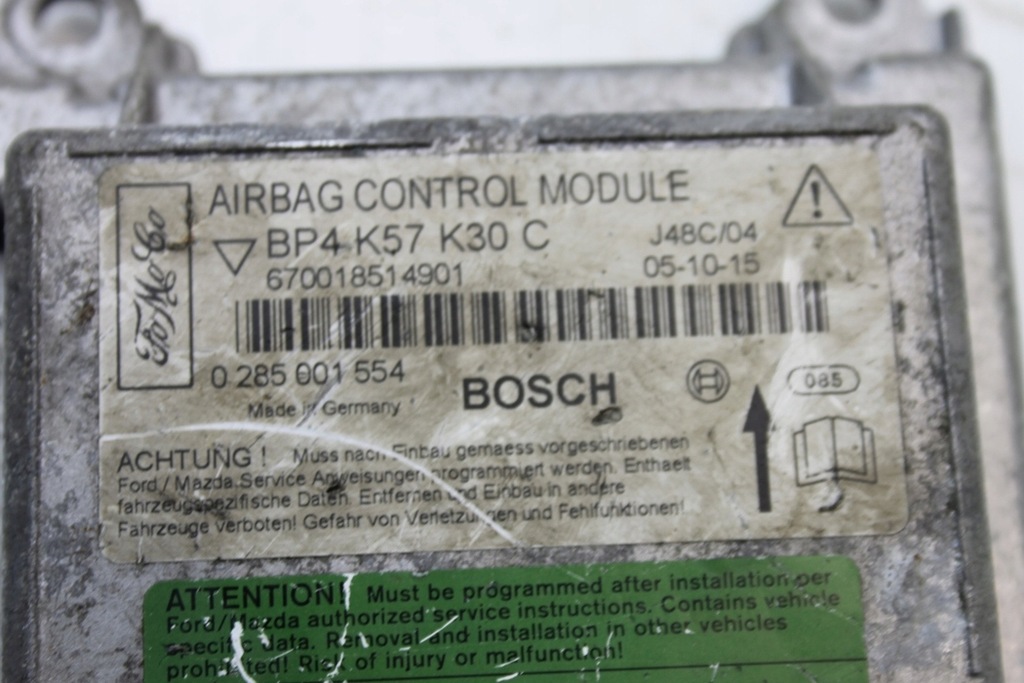 AIRBAG CONTROL MODULE
FoMoCo
BP4 K57 K30 C
J48C/04
670018514901
05-10-15
0 285 001 554
BOSCH
085
Made in Germany
ACHTUNG! Muss nach Einbau gemaess vorgeschriebenen
Ford/Mazda Service Anweisungen programmiert werden. Enthaelt
fahrzeugspezifische Daten. Entfernen und Einbau in andere
Fahrzeuge verboten! Gefahr von Verletzungen und Fehlfunktionen!
ATTENTION! Must be programmed after installation per
Ford/Mazda authorized service instructions. Contains vehicle
specific data. Removal and installation in other vehicles
prohibited! Risk of injury or malfunction!